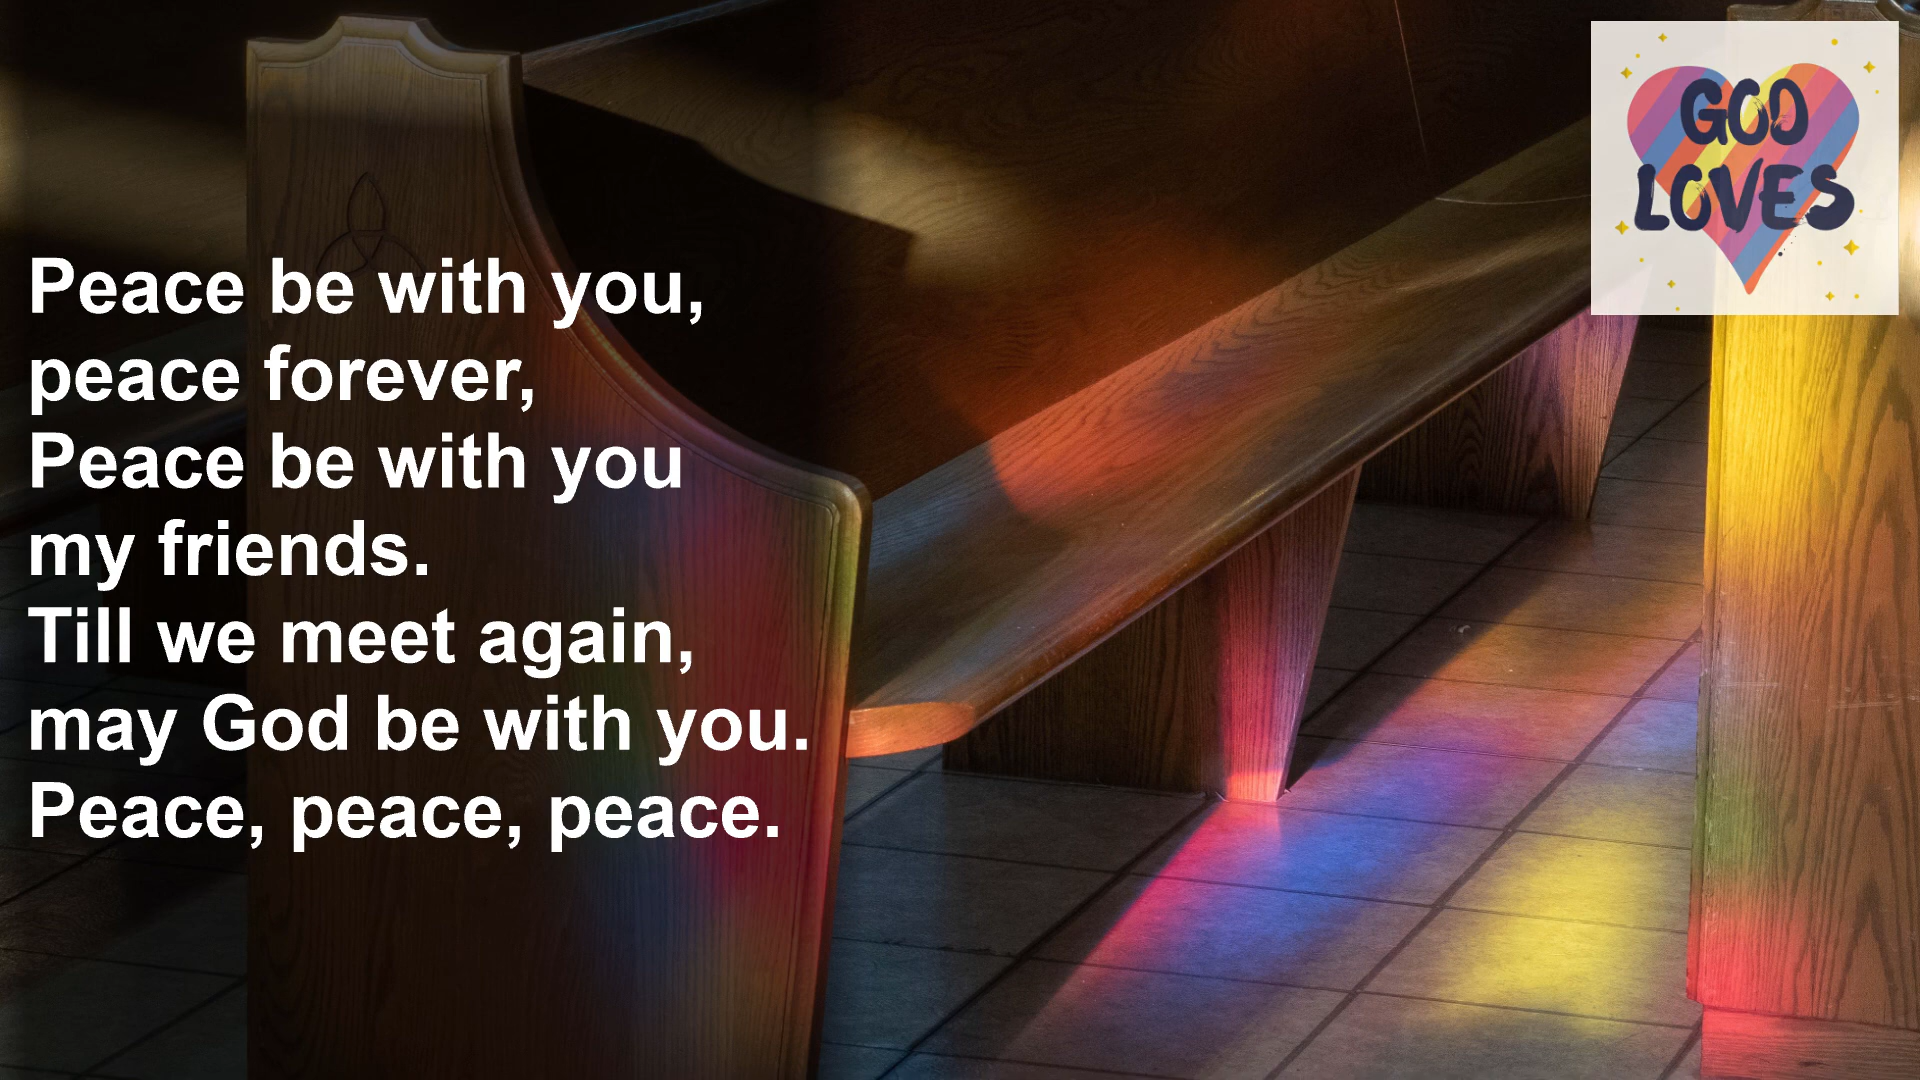 Peace be with you,
peace forever,
Peace be with you
my friends.
Till we meet again,
may God be with you.
Peace, peace, peace.
GOD
LOVES